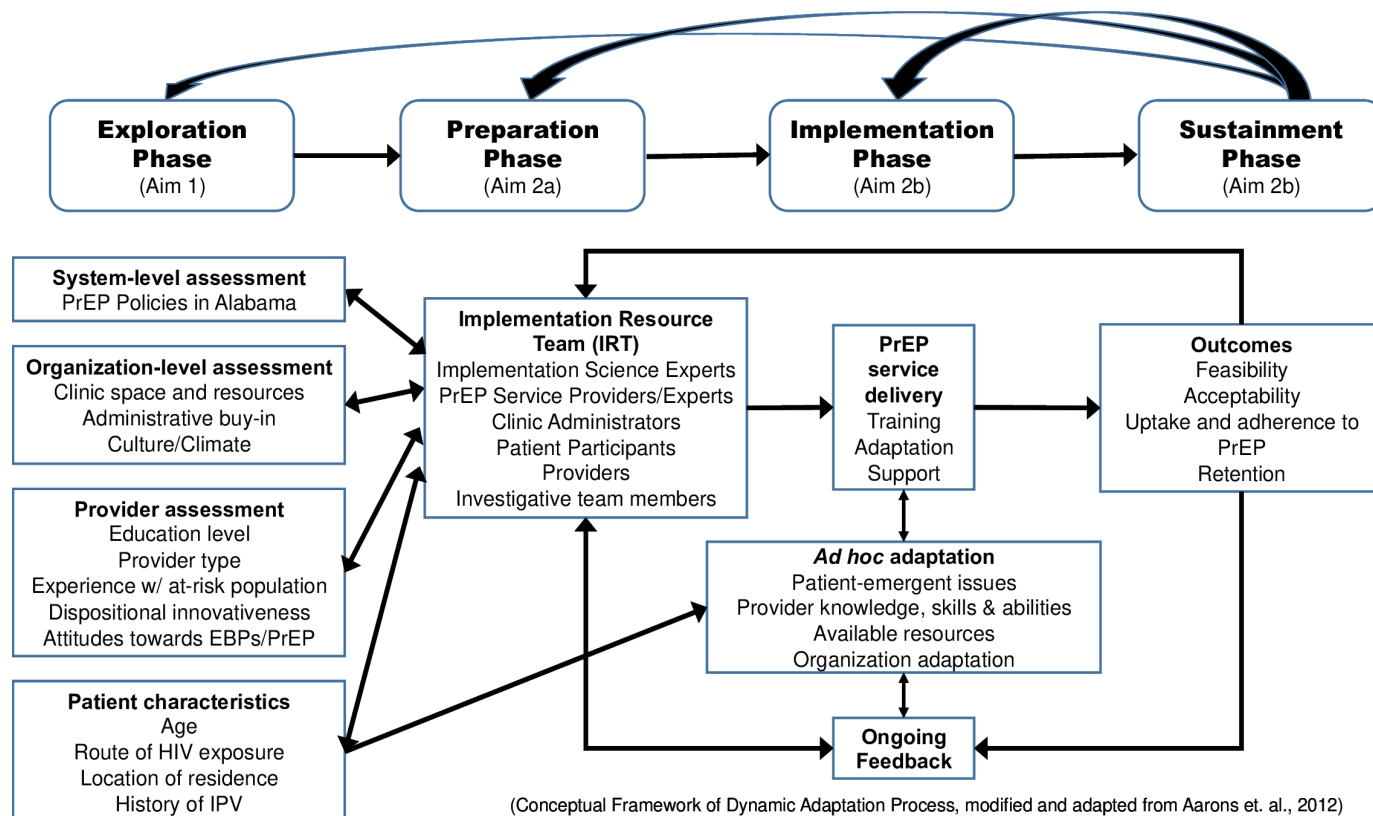 Exploration
Phase
(Aim 1)
Preparation
Phase
(Aim 2a)
Implementation
Phase
(Aim 2b)
Sustainment
Phase
(Aim 2b)
System-level assessment
PrEP Policies in Alabama
Organization-level assessment
Clinic space and resources
Administrative buy-in
Culture/Climate
Provider assessment
Education level
Provider type
Experience w/ at-risk population
Dispositional innovativeness
Attitudes towards EBPs/PrEP
Patient characteristics
Age
Route of HIV exposure
Location of residence
History of IPV
Implementation Resource
Team (IRT)
Implementation Science Experts
PrEP Service Providers/Experts
Clinic Administrators
Patient Participants
Providers
Investigative team members
PrEP
service
delivery
Training
Adaptation
Support
Outcomes
Feasibility
Acceptability
Uptake and adherence to
PrEP
Retention
Ad hoc adaptation
Patient-emergent issues
Provider knowledge, skills & abilities
Available resources
Organization adaptation
Ongoing
Feedback
(Conceptual Framework of Dynamic Adaptation Process, modified and adapted from Aarons et. al., 2012)